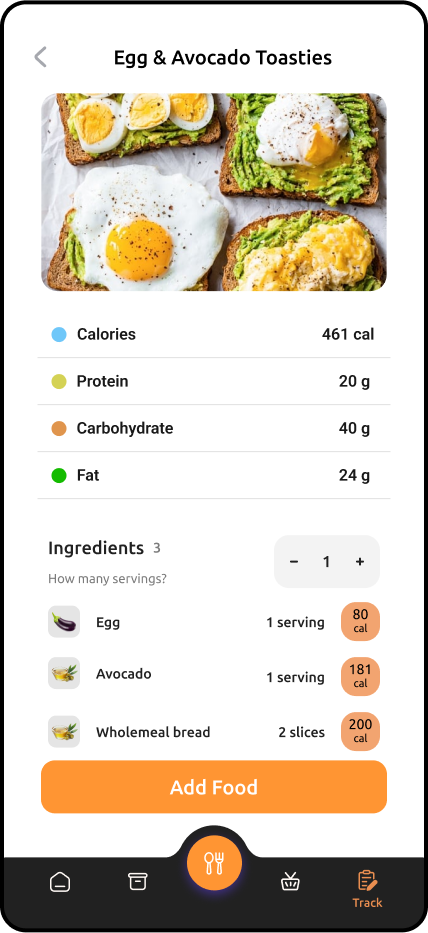 Egg & Avocado Toasties
Calories 461 cal
Protein 20 g
Carbohydrate 40 g
Fat 24 g
Ingredients 3
How many servings?
− 1 +
Egg 1 serving 80 cal
Avocado 1 serving 181 cal
Wholemeal bread 2 slices 200 cal
Add Food
Track